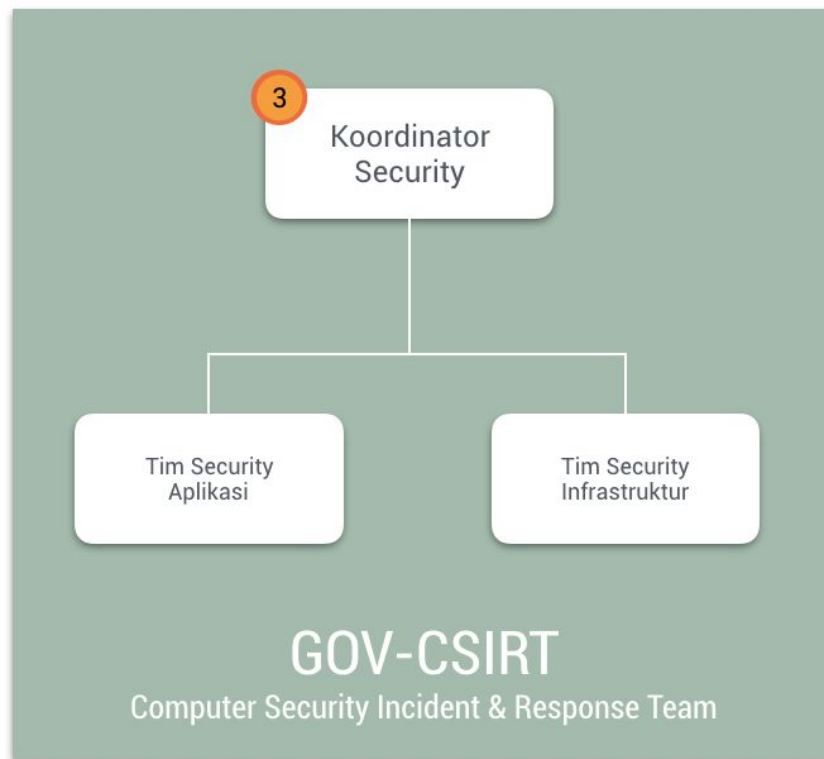 3
Koordinator
Security
Tim Security
Aplikasi
Tim Security
Infrastruktur
GOV-CSIRT
Computer Security Incident & Response Team